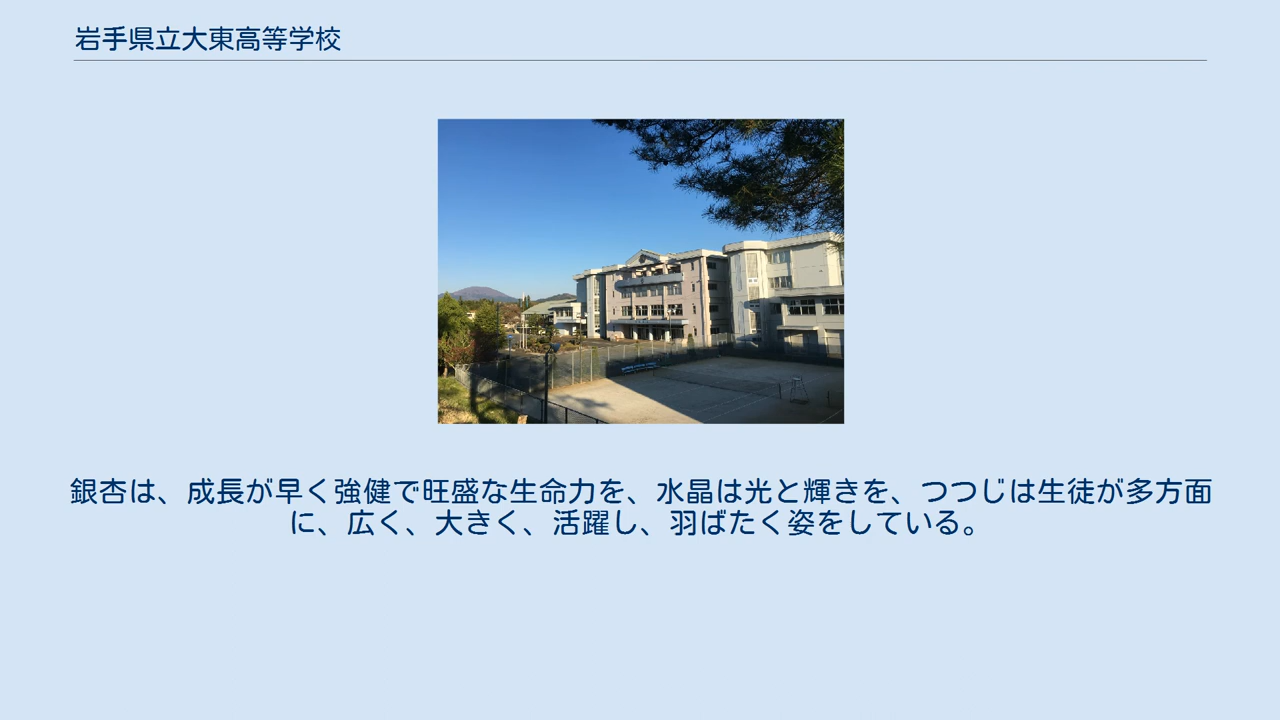 岩手県立大東高等学校
銀杏は、成長が早く強健で旺盛な生命力を、水晶は光と輝きを、つつじは生徒が多方面
に、広く、大きく、活躍し、羽ばたく姿をしている。